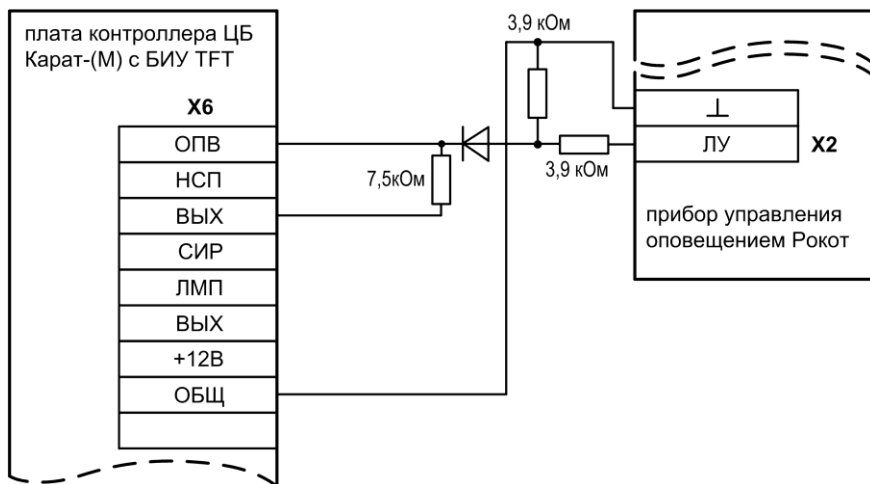 плата контроллера ЦБ
Карат-(М) с БИУ TFT
X6
ОПВ
НСП
ВЫХ
СИР
ЛМП
ВЫХ
+12В
ОБЩ
7,5кОм
3,9 кОм
3,9 кОм
⊥
ЛУ
X2
прибор управления
оповещением Рокот